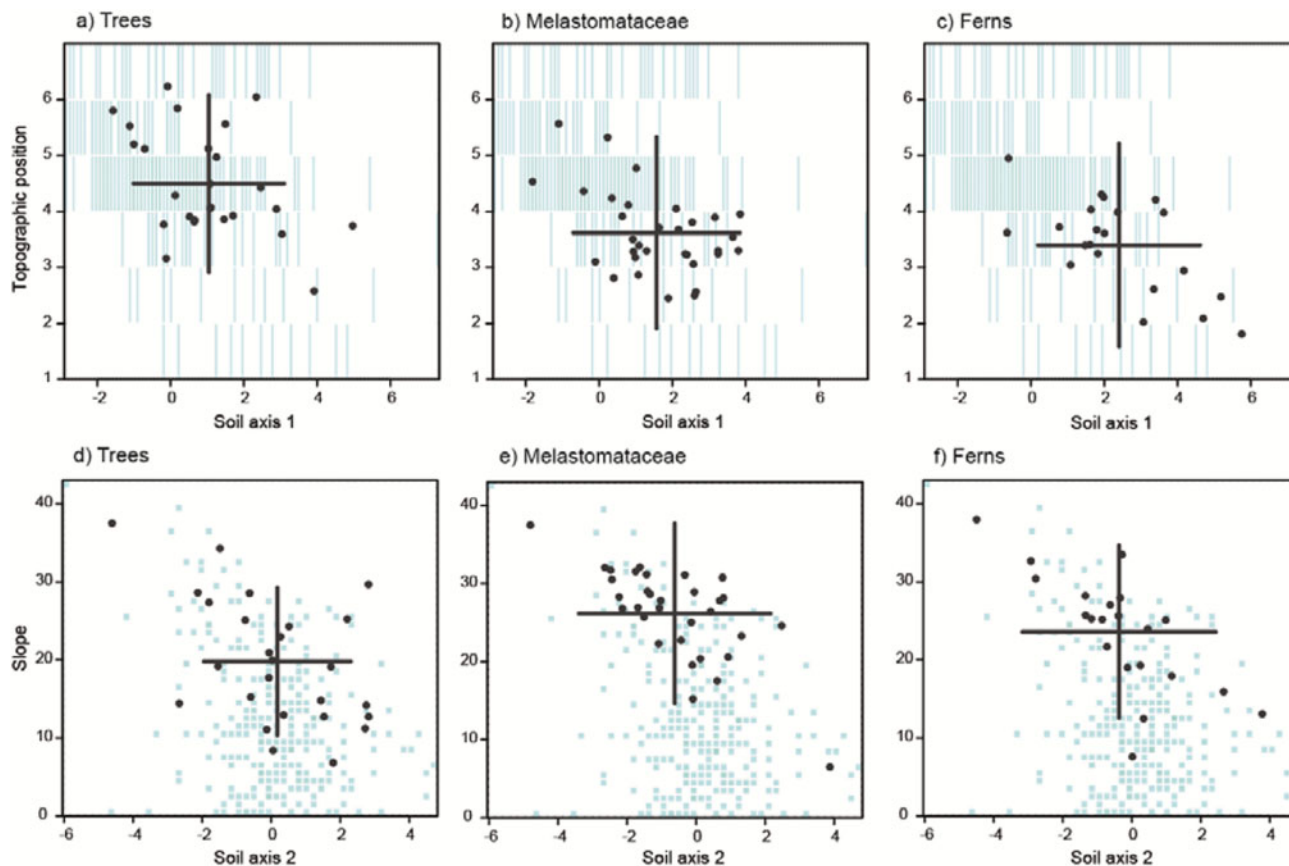 a) Trees
b) Melastomataceae
c) Ferns
Topographic position
6
5
4
3
2
1
-2 0 2 4 6
Soil axis 1
6
5
4
3
2
1
-2 0 2 4 6
Soil axis 1
6
5
4
3
2
1
-2 0 2 4 6
Soil axis 1
d) Trees
e) Melastomataceae
f) Ferns
Slope
40
30
20
10
0
-6 -4 -2 0 2 4
Soil axis 2
40
30
20
10
0
-6 -4 -2 0 2 4
Soil axis 2
40
30
20
10
0
-6 -4 -2 0 2 4
Soil axis 2